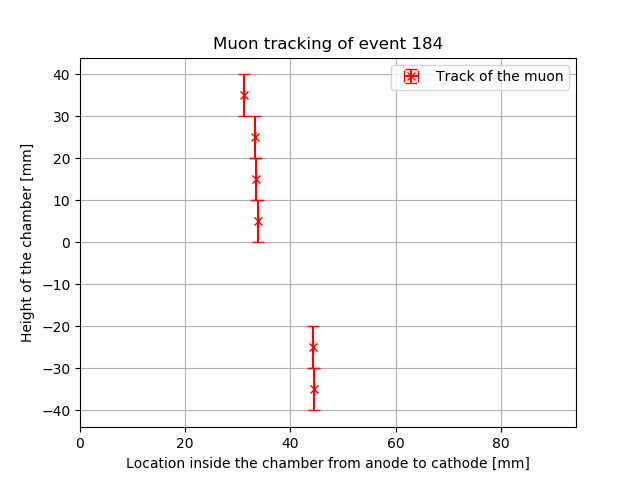 Muon tracking of event 184
Track of the muon
Height of the chamber [mm]
40
30
20
10
0
−10
−20
−30
−40
0 20 40 60 80
Location inside the chamber from anode to cathode [mm]